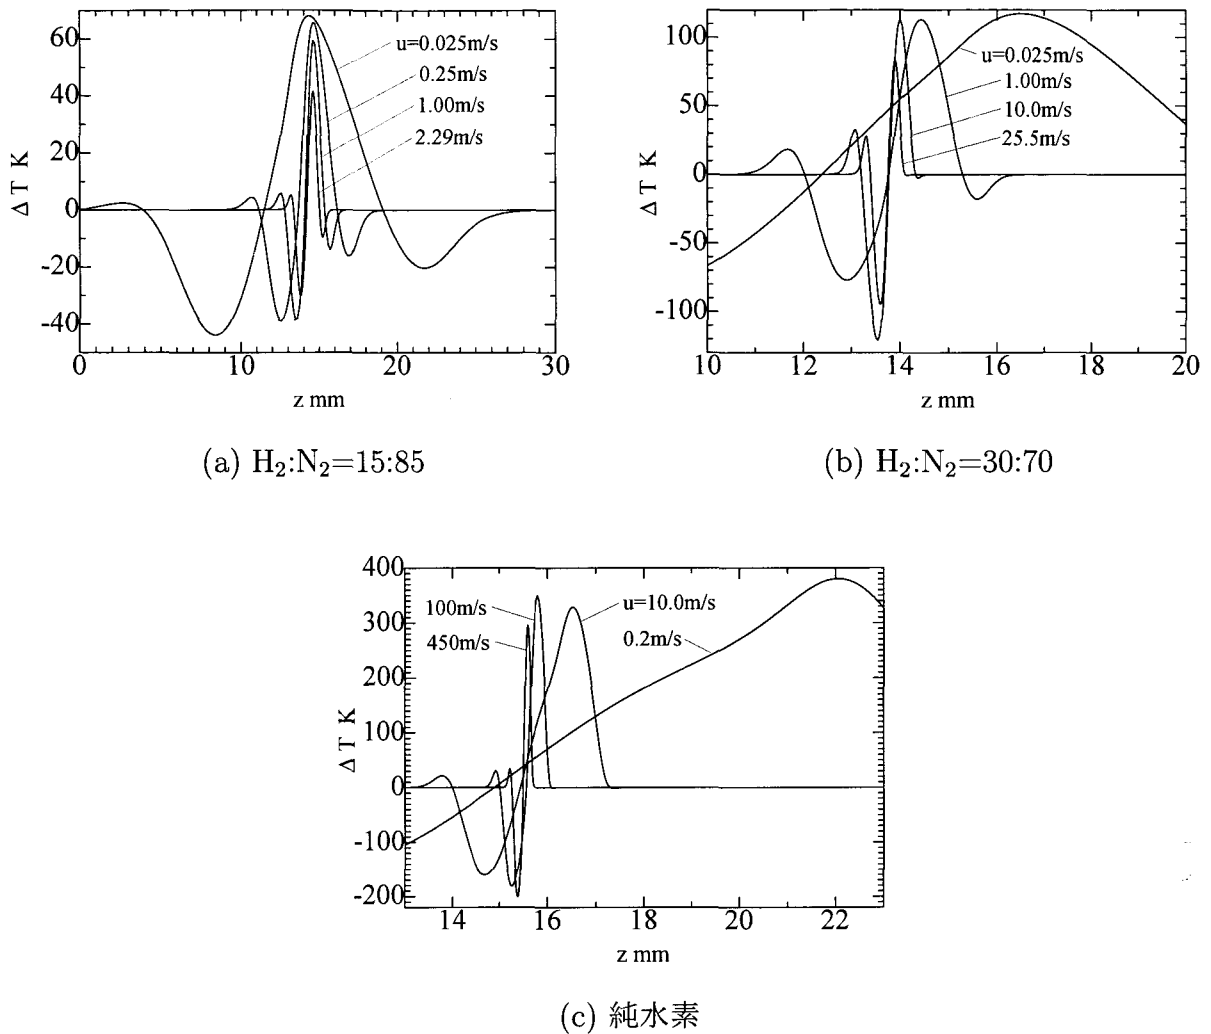 60
40
20
0
-20
-40
Δ T K
u=0.025m/s
0.25m/s
1.00m/s
2.29m/s
0 10 20 30
z mm
(a) H₂:N₂=15:85
100
50
0
-50
-100
Δ T K
u=0.025m/s
1.00m/s
10.0m/s
25.5m/s
10 12 14 16 18 20
z mm
(b) H₂:N₂=30:70
400
300
200
100
0
-100
-200
Δ T K
100m/s u=10.0m/s
450m/s 0.2m/s
14 16 18 20 22
z mm
(c) 純水素